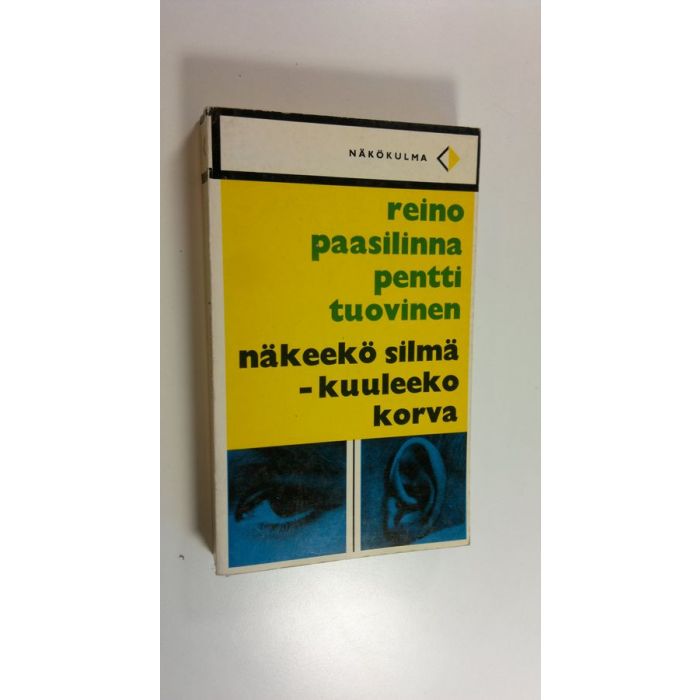 NÄKÖKULMA
reino
paasilinna
pentti
tuovinen
näkeekö silmä
-kuuleeko
korva